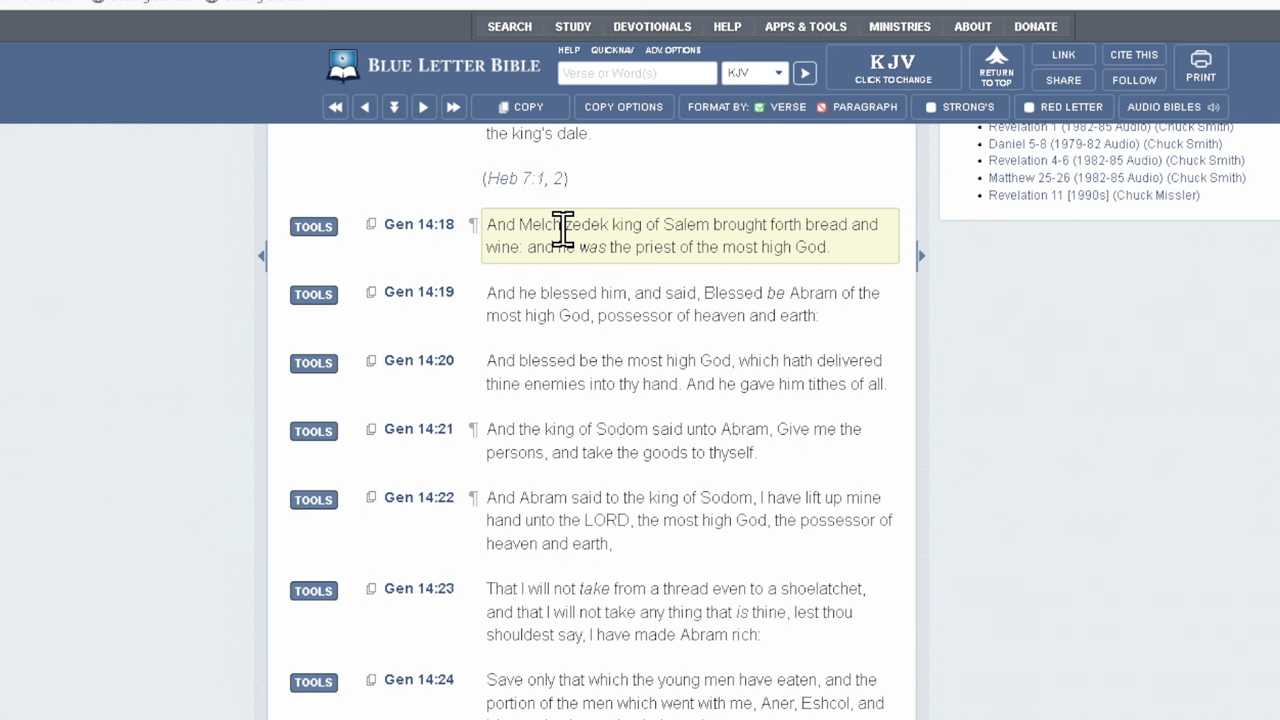 SEARCH STUDY DEVOTIONALS HELP APPS & TOOLS MINISTRIES ABOUT DONATE
BLUE LETTER BIBLE
HELP QUICKNAV ADV. OPTIONS
Verse or Word(s) KJV
KJV
CLICK TO CHANGE
RETURN
TO TOP
LINK CITE THIS
SHARE FOLLOW
PRINT
COPY COPY OPTIONS FORMAT BY: VERSE PARAGRAPH STRONG'S RED LETTER AUDIO BIBLES
the king's dale.
(Heb 7:1, 2)
TOOLS Gen 14:18 ¶ And Melchizedek king of Salem brought forth bread and
wine: and he was the priest of the most high God.
TOOLS Gen 14:19 And he blessed him, and said, Blessed be Abram of the
most high God, possessor of heaven and earth:
TOOLS Gen 14:20 And blessed be the most high God, which hath delivered
thine enemies into thy hand. And he gave him tithes of all.
TOOLS Gen 14:21 ¶ And the king of Sodom said unto Abram, Give me the
persons, and take the goods to thyself.
TOOLS Gen 14:22 ¶ And Abram said to the king of Sodom, I have lift up mine
hand unto the LORD, the most high God, the possessor of
heaven and earth,
TOOLS Gen 14:23 That I will not take from a thread even to a shoelatchet,
and that I will not take any thing that is thine, lest thou
shouldest say, I have made Abram rich:
TOOLS Gen 14:24 Save only that which the young men have eaten, and the
portion of the men which went with me, Aner, Eshcol, and
• Revelation 1 (1982-85 Audio) (Chuck Smith)
• Daniel 5-8 (1979-82 Audio) (Chuck Smith)
• Revelation 4-6 (1982-85 Audio) (Chuck Smith)
• Matthew 25-26 (1982-85 Audio) (Chuck Smith)
• Revelation 11 [1990s] (Chuck Missler)